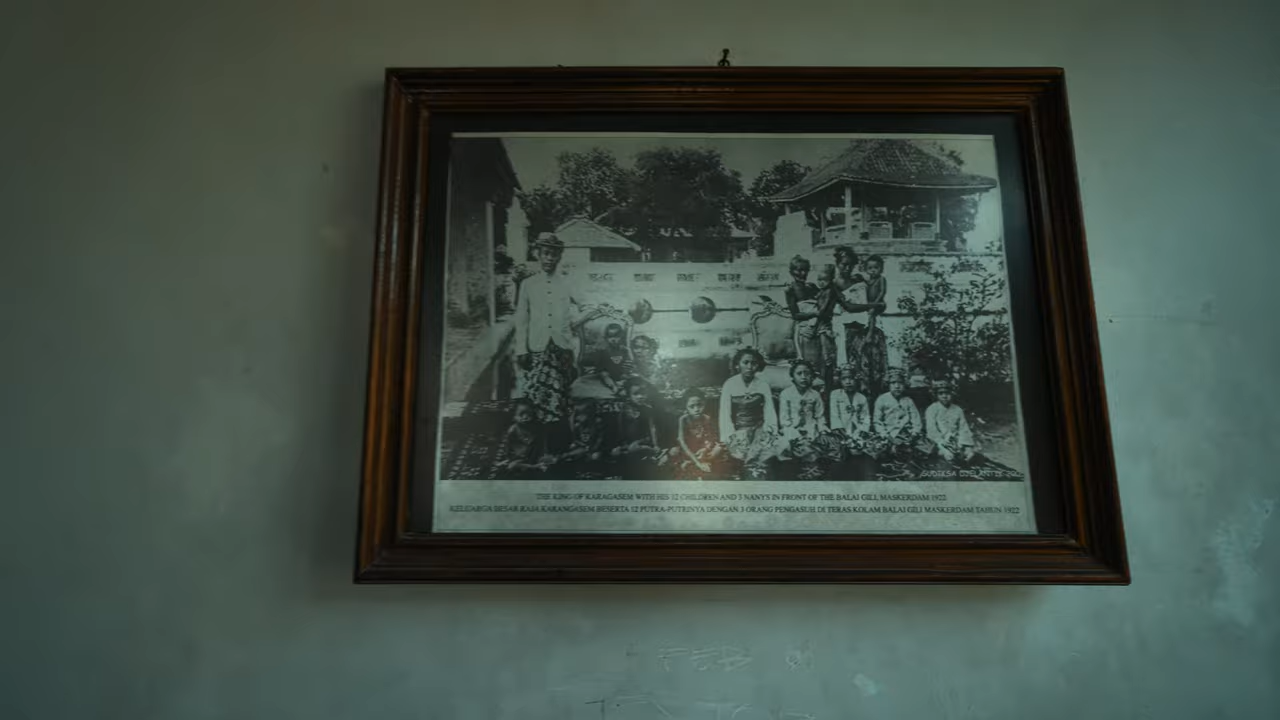 THE KING OF KARAGASEM WITH HIS 12 CHILDREN AND 3 NANYS IN FRONT OF THE BALAI GILI MASKERDAM 1922
KELUARGA BESAR RAJA KARANGASEM BESERTA 12 PUTRA-PUTRINYA DENGAN 3 ORANG PENGASUH DI TERAS KOLAM BALAI GILI MASKERDAM TAHUN 1922
FEB